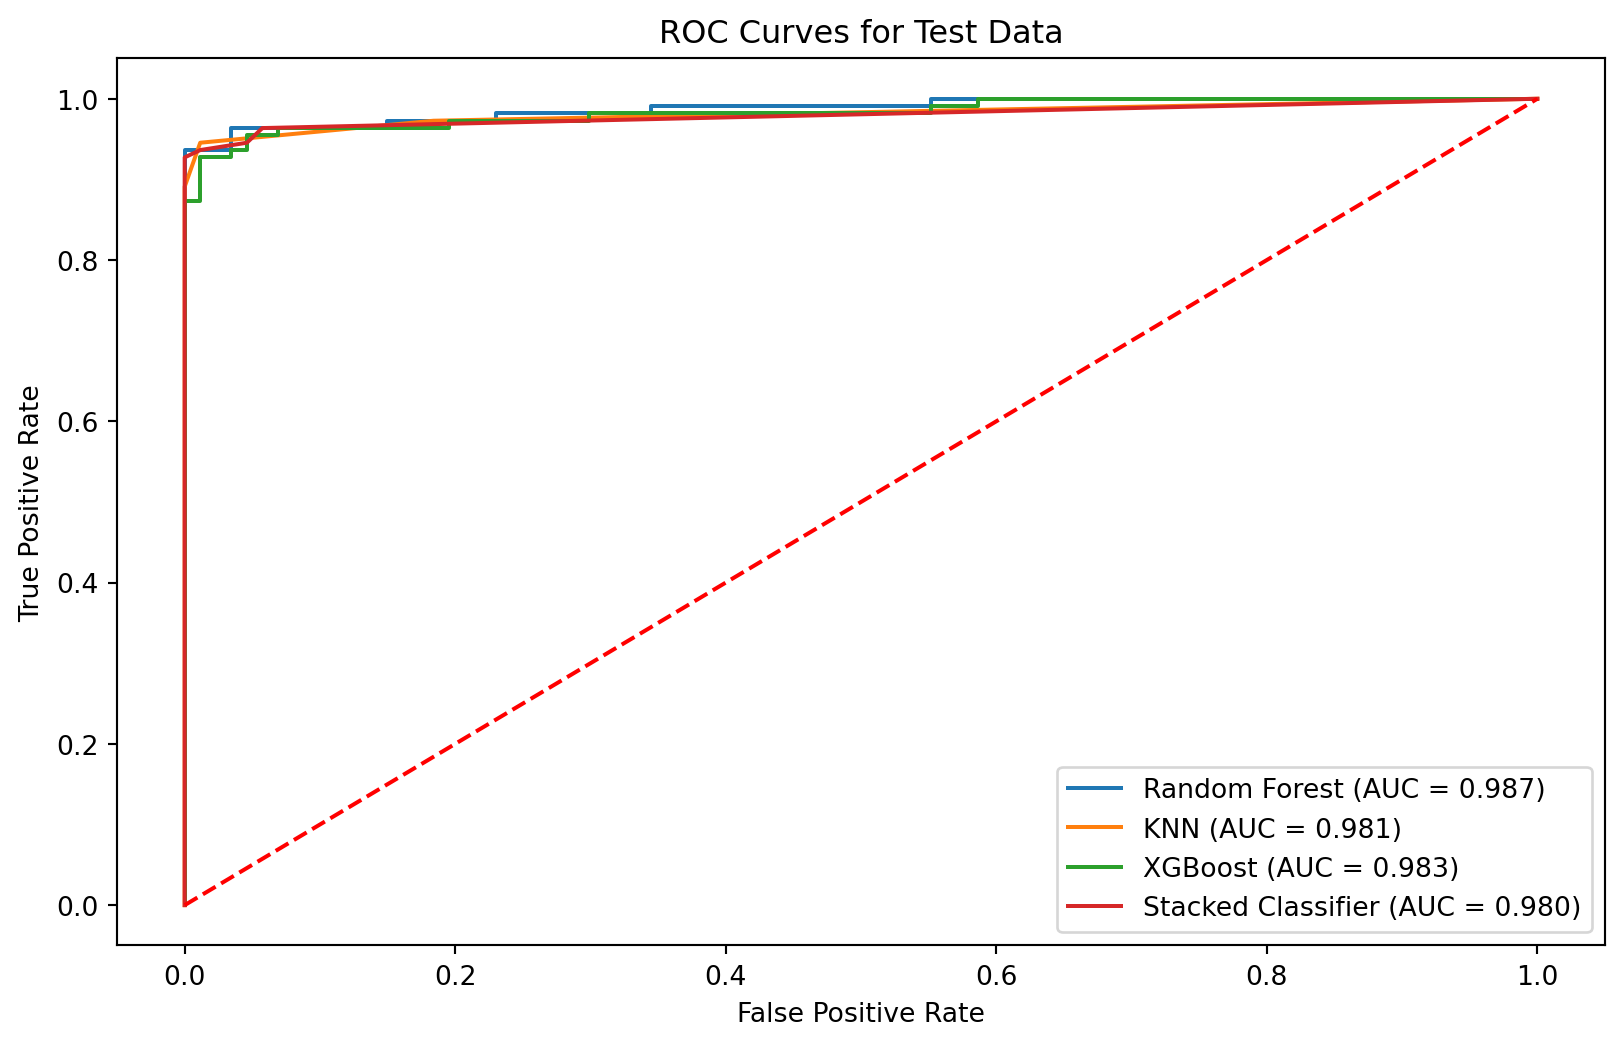 ROC Curves for Test Data
1.0
0.8
0.6
0.4
0.2
0.0
True Positive Rate
Random Forest (AUC = 0.987)
KNN (AUC = 0.981)
XGBoost (AUC = 0.983)
Stacked Classifier (AUC = 0.980)
0.0 0.2 0.4 0.6 0.8 1.0
False Positive Rate